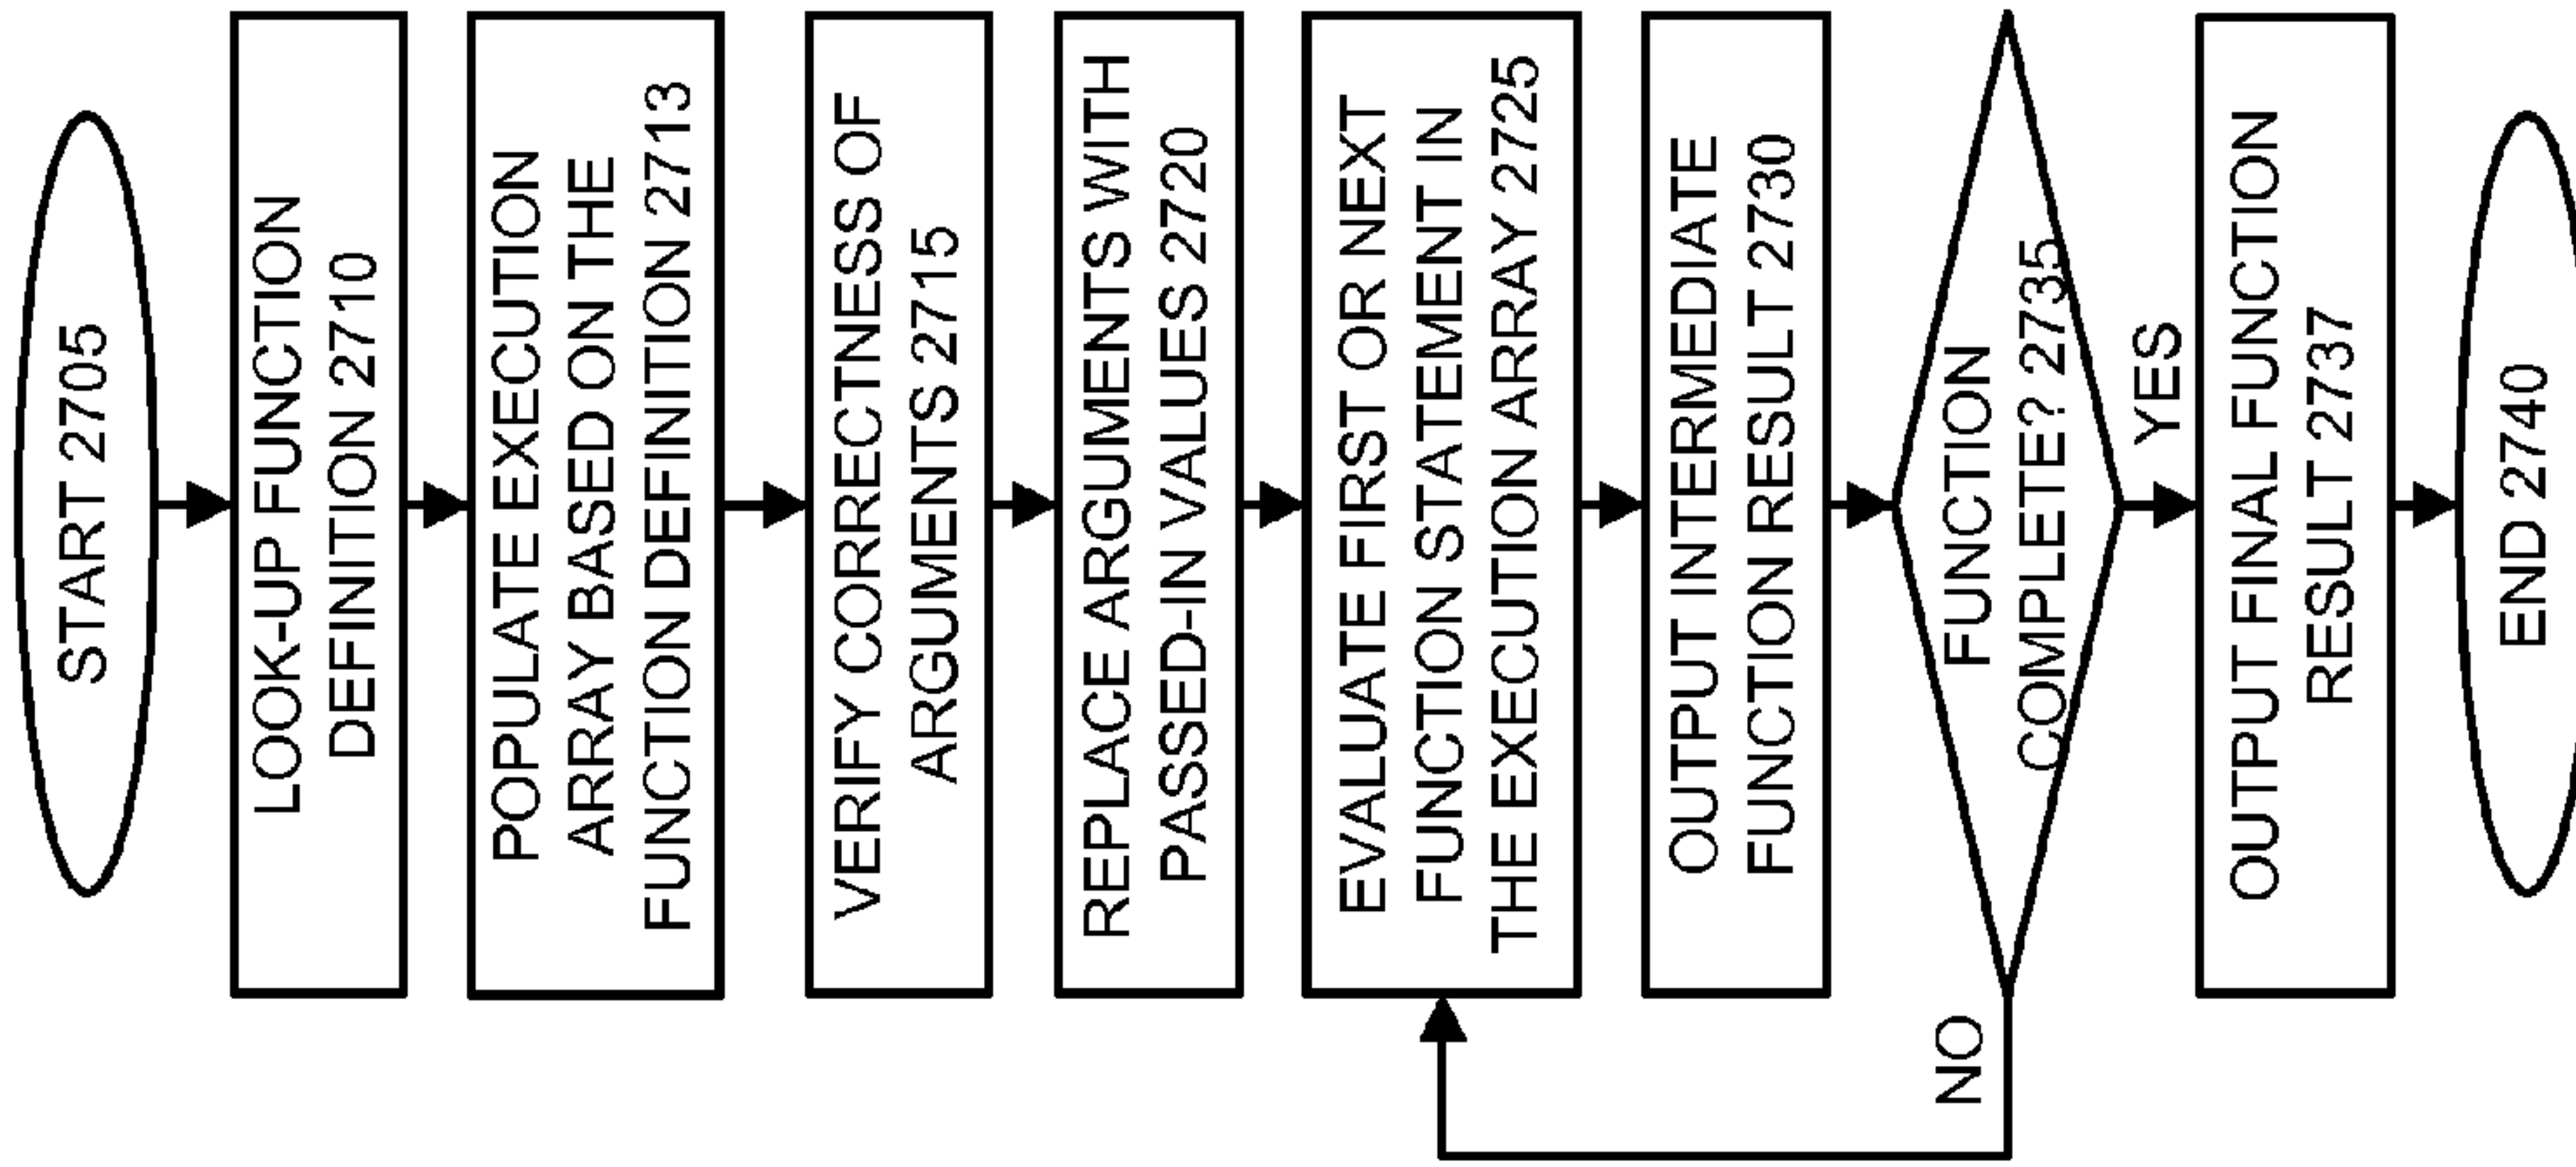 START 2705
LOOK-UP FUNCTION
DEFINITION 2710
POPULATE EXECUTION
ARRAY BASED ON THE
FUNCTION DEFINITION 2713
VERIFY CORRECTNESS OF
ARGUMENTS 2715
REPLACE ARGUMENTS WITH
PASSED-IN VALUES 2720
EVALUATE FIRST OR NEXT
FUNCTION STATEMENT IN
THE EXECUTION ARRAY 2725
OUTPUT INTERMEDIATE
FUNCTION RESULT 2730
NO
FUNCTION
COMPLETE? 2735
YES
OUTPUT FINAL FUNCTION
RESULT 2737
END 2740